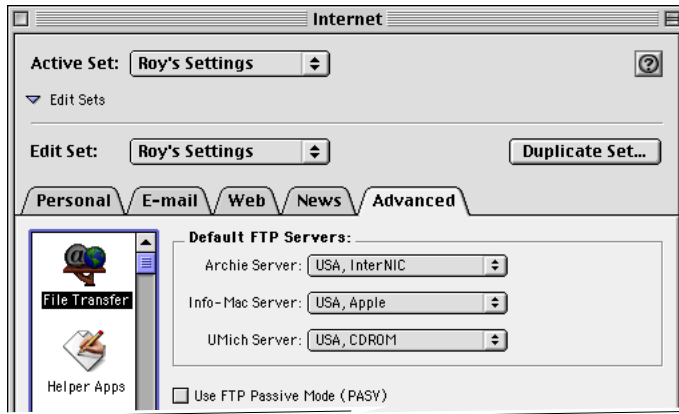 Internet
Active Set: Roy's Settings
?
Edit Sets
Edit Set: Roy's Settings
Duplicate Set...
Personal E-mail Web News Advanced
File Transfer
Helper Apps
Default FTP Servers:
Archie Server: USA, InterNIC
Info-Mac Server: USA, Apple
UMich Server: USA, CDROM
Use FTP Passive Mode (PASV)